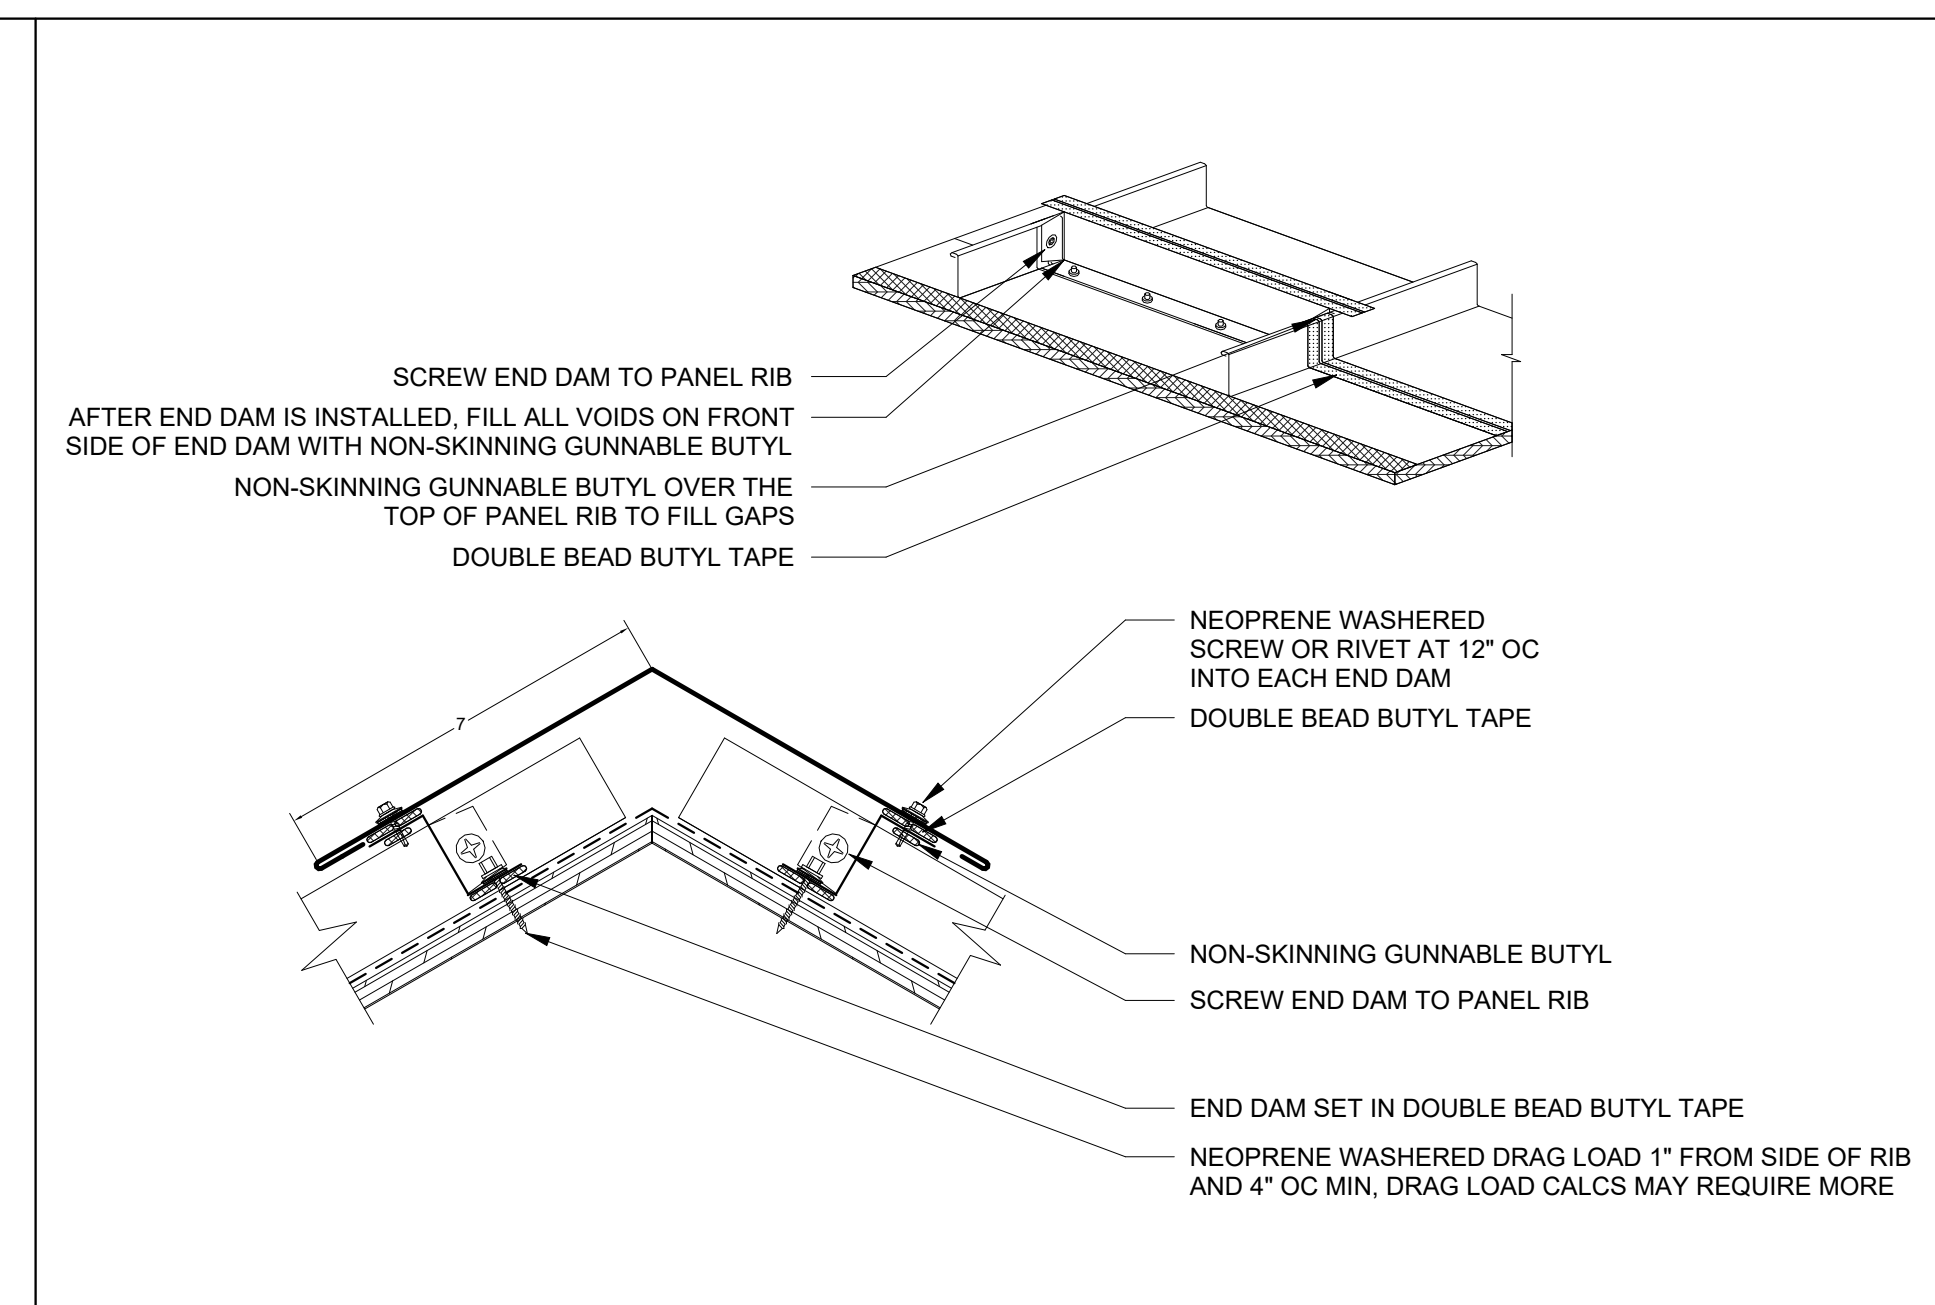 SCREW END DAM TO PANEL RIB
AFTER END DAM IS INSTALLED, FILL ALL VOIDS ON FRONT
SIDE OF END DAM WITH NON-SKINNING GUNNABLE BUTYL
NON-SKINNING GUNNABLE BUTYL OVER THE
TOP OF PANEL RIB TO FILL GAPS
DOUBLE BEAD BUTYL TAPE
NEOPRENE WASHERED
SCREW OR RIVET AT 12" OC
INTO EACH END DAM
DOUBLE BEAD BUTYL TAPE
7
NON-SKINNING GUNNABLE BUTYL
SCREW END DAM TO PANEL RIB
END DAM SET IN DOUBLE BEAD BUTYL TAPE
NEOPRENE WASHERED DRAG LOAD 1" FROM SIDE OF RIB
AND 4" OC MIN, DRAG LOAD CALCS MAY REQUIRE MORE